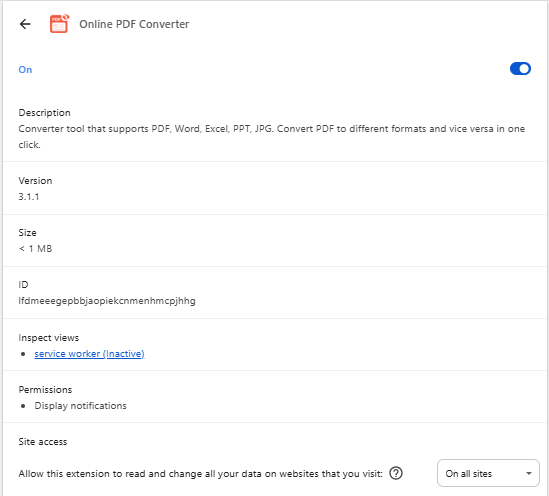 Online PDF Converter
On
Description
Converter tool that supports PDF, Word, Excel, PPT, JPG. Convert PDF to different formats and vice versa in one
click.
Version
3.1.1
Size
< 1 MB
ID
lfdmeeegepbbjaopiekcnmenhmcpjhhg
Inspect views
service worker (Inactive)
Permissions
Display notifications
Site access
Allow this extension to read and change all your data on websites that you visit: ? On all sites